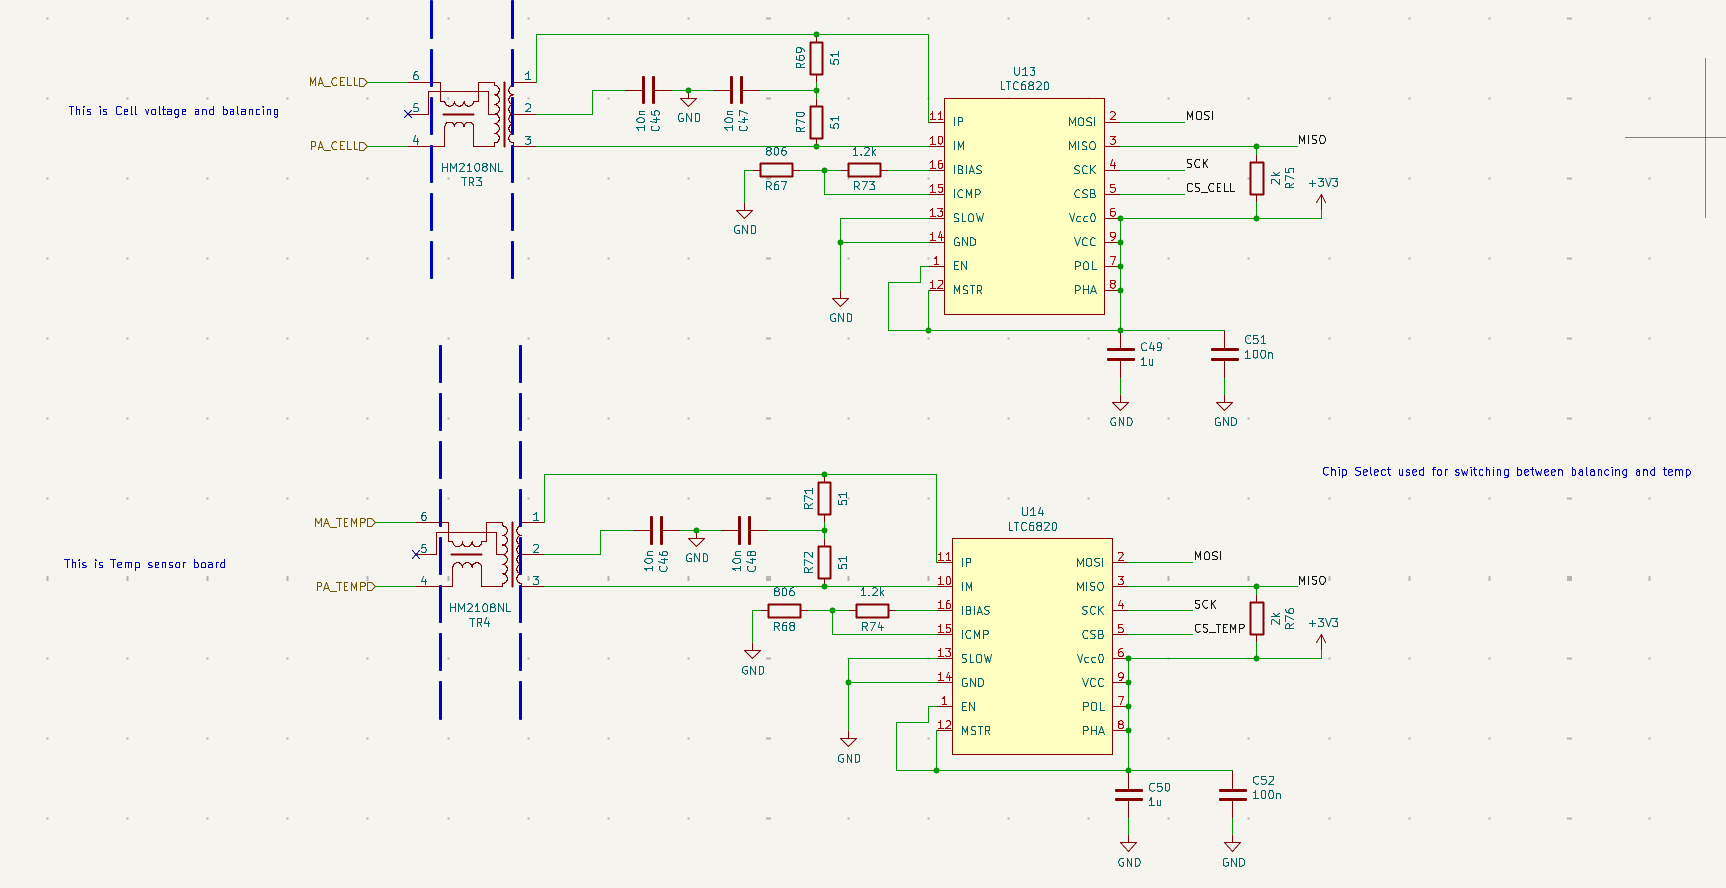 MA_CELL
6
1
This is Cell voltage and balancing
5
2
PA_CELL
4
3
HM2108NL
TR3
10n
C45
GND
10n
C47
R69
51
R70
51
806
R67
1.2k
R73
GND
U13
LTC6820
11
IP
10
IM
16
IBIAS
15
ICMP
13
SLOW
14
GND
1
EN
12
MSTR
MOSI
2
MOSI
MISO
3
MISO
SCK
4
SCK
CSB
5
CS_CELL
Vcc0
6
VCC
9
POL
7
PHA
8
2k
R75
+3V3
GND
C49
1u
C51
100n
GND
GND
Chip Select used for switching between balancing and temp
MA_TEMP
6
1
This is Temp sensor board
5
2
PA_TEMP
4
3
HM2108NL
TR4
10n
C46
GND
10n
C48
R71
51
R72
51
806
R68
1.2k
R74
GND
U14
LTC6820
11
IP
10
IM
16
IBIAS
15
ICMP
13
SLOW
14
GND
1
EN
12
MSTR
MOSI
2
MOSI
MISO
3
MISO
SCK
4
SCK
CSB
5
CS_TEMP
Vcc0
6
VCC
9
POL
7
PHA
8
2k
R76
+3V3
GND
C50
1u
C52
100n
GND
GND